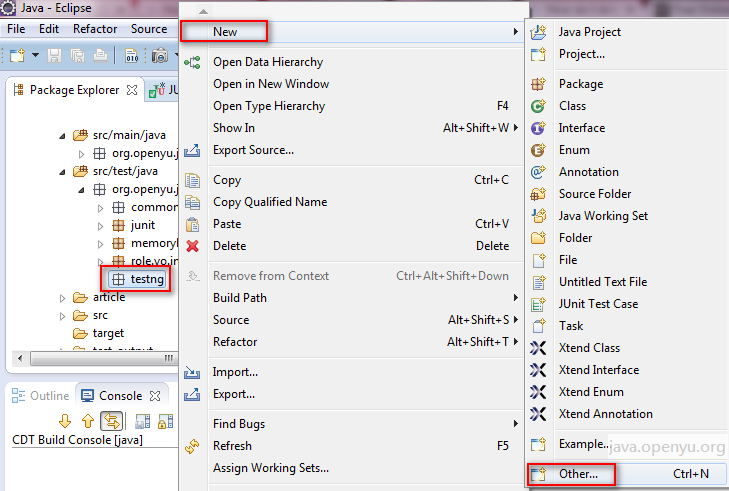 Java - Eclipse
File Edit Refactor Source
Package Explorer
src/main/java
org.openyu.j
src/test/java
org.openyu.j
common
junit
role.vo.in
testng
article
src
target
Outline Console
CDT Build Console [java]
New
Open Data Hierarchy
Open in New Window
Open Type Hierarchy F4
Show In Alt+Shift+W
Export Source...
Copy Ctrl+C
Copy Qualified Name
Paste Ctrl+V
Delete Delete
Remove from Context Ctrl+Alt+Shift+Down
Build Path
Source Alt+Shift+S
Refactor Alt+Shift+T
Import...
Export...
Find Bugs
Refresh F5
Assign Working Sets...
Java Project
Project...
Package
Class
Interface
Enum
Annotation
Source Folder
Java Working Set
Folder
File
Untitled Text File
JUnit Test Case
Task
Xtend Class
Xtend Interface
Xtend Enum
Xtend Annotation
Example...
java.openyu.org
Other... Ctrl+N